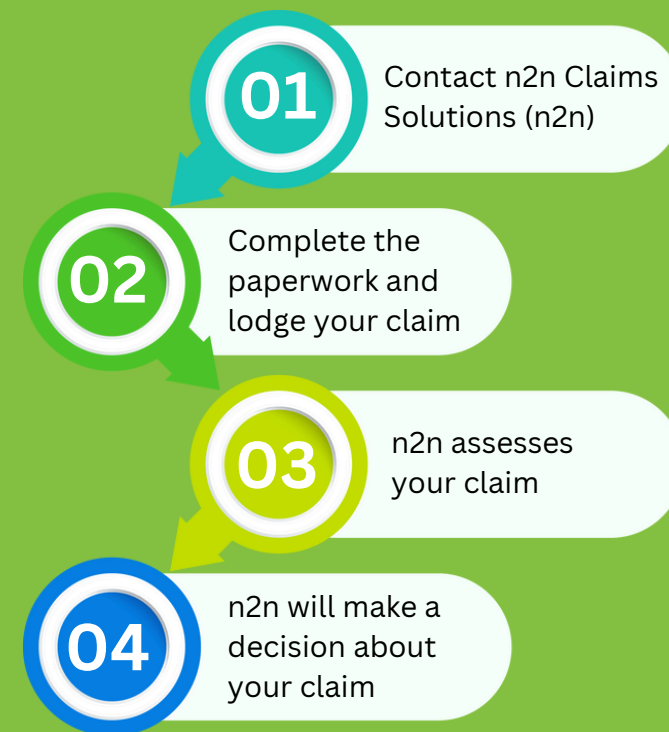 01
Contact n2n Claims
Solutions (n2n)
02
Complete the
paperwork and
lodge your claim
03
n2n assesses
your claim
04
n2n will make a
decision about
your claim